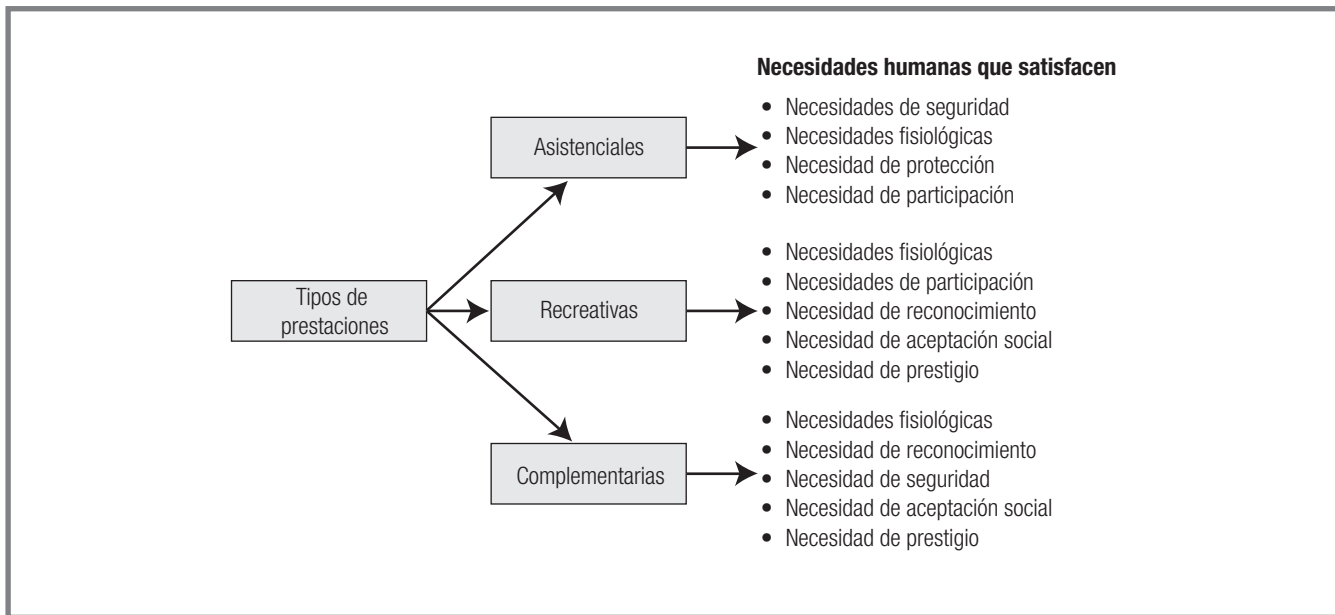 Necesidades humanas que satisfacen
Asistenciales
• Necesidades de seguridad
• Necesidades fisiológicas
• Necesidad de protección
• Necesidad de participación
Tipos de
prestaciones
Recreativas
• Necesidades fisiológicas
• Necesidades de participación
• Necesidad de reconocimiento
• Necesidad de aceptación social
• Necesidad de prestigio
Complementarias
• Necesidades fisiológicas
• Necesidad de reconocimiento
• Necesidad de seguridad
• Necesidad de aceptación social
• Necesidad de prestigio